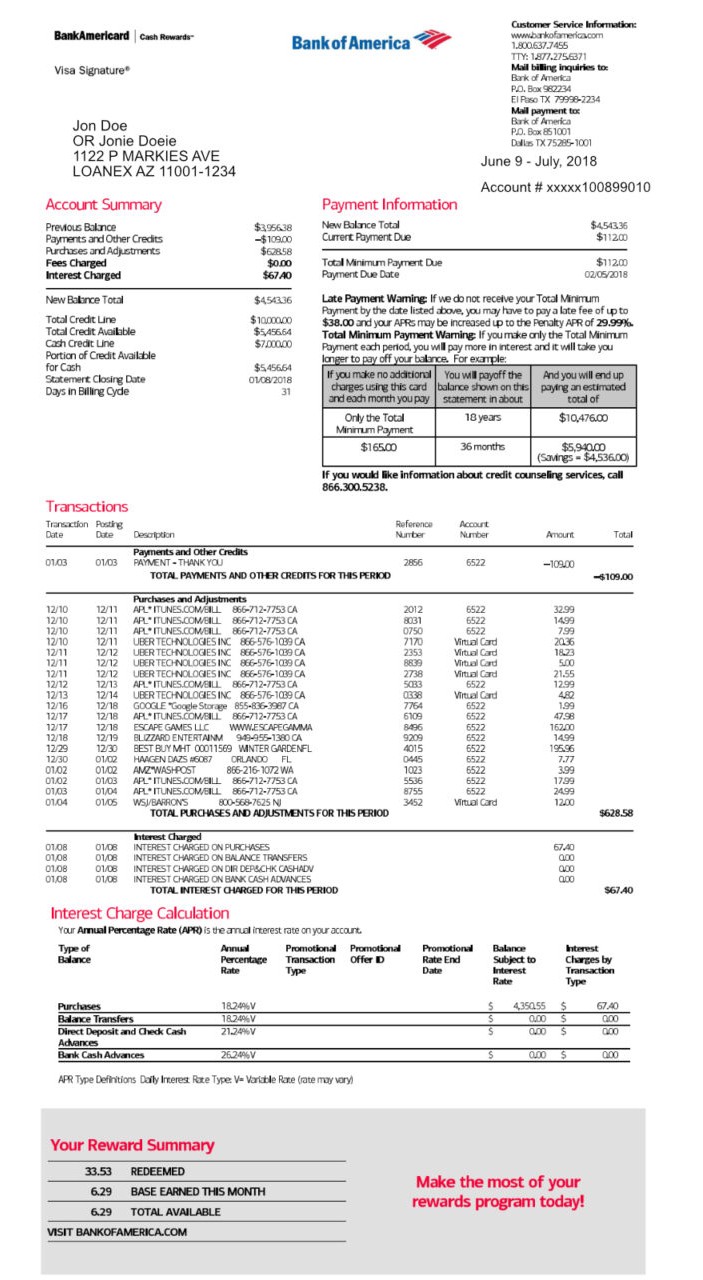 BankAmericard | Cash Rewards™
Visa Signature®
Bank of America
Customer Service Information:
www.bankofamerica.com
1.800.637.7455
TTY: 1.877.275.6371
Mail billing inquiries to:
Bank of America
P.O. Box 982234
El Paso TX 79998-2234
Mail payment to:
Bank of America
P.O. Box 851001
Dallas TX 75285-1001
Jon Doe
OR Jonie Doeie
1122 P MARKIES AVE
LOANEX AZ 11001-1234
June 9 - July, 2018
Account # xxxxx100899010
Account Summary
Previous Balance $3,956.38
Payments and Other Credits –$109.00
Purchases and Adjustments $628.58
Fees Charged $0.00
Interest Charged $67.40
New Balance Total $4,543.36
Total Credit Line $10,000.00
Total Credit Available $5,456.64
Cash Credit Line $7,000.00
Portion of Credit Available
for Cash $5,456.64
Statement Closing Date 01/08/2018
Days in Billing Cycle 31
Payment Information
New Balance Total $4,543.36
Current Payment Due $112.00
Total Minimum Payment Due $112.00
Payment Due Date 02/05/2018
Late Payment Warning: If we do not receive your Total Minimum
Payment by the date listed above, you may have to pay a late fee of up to
$38.00 and your APRs may be increased up to the Penalty APR of 29.99%.
Total Minimum Payment Warning: If you make only the Total Minimum
Payment each period, you will pay more in interest and it will take you
longer to pay off your balance. For example:
If you make no additional You will payoff the And you will end up
charges using this card balance shown on this paying an estimated
and each month you pay statement in about total of
Only the Total 18 years $10,476.00
Minimum Payment
$165.00 36 months $5,940.00
(Savings = $4,536.00)
If you would like information about credit counseling services, call
866.300.5238.
Transactions
Transaction Posting Reference Account
Date Date Description Number Number Amount Total
Payments and Other Credits
01/03 01/03 PAYMENT - THANK YOU 2856 6522 –109.00
TOTAL PAYMENTS AND OTHER CREDITS FOR THIS PERIOD –$109.00
Purchases and Adjustments
12/10 12/11 APL* ITUNES.COM/BILL 866-712-7753 CA 2012 6522 32.99
12/10 12/11 APL* ITUNES.COM/BILL 866-712-7753 CA 8031 6522 14.99
12/10 12/11 APL* ITUNES.COM/BILL 866-712-7753 CA 0750 6522 7.99
12/10 12/11 UBER TECHNOLOGIES INC 866-576-1039 CA 7170 Virtual Card 20.36
12/11 12/12 UBER TECHNOLOGIES INC 866-576-1039 CA 2353 Virtual Card 18.23
12/11 12/12 UBER TECHNOLOGIES INC 866-576-1039 CA 8839 Virtual Card 5.00
12/11 12/12 UBER TECHNOLOGIES INC 866-576-1039 CA 2738 Virtual Card 21.55
12/12 12/13 APL* ITUNES.COM/BILL 866-712-7753 CA 5033 6522 12.99
12/13 12/14 UBER TECHNOLOGIES INC 866-576-1039 CA 0338 Virtual Card 4.82
12/16 12/18 GOOGLE *Google Storage 855-836-3987 CA 7764 6522 1.99
12/17 12/18 APL* ITUNES.COM/BILL 866-712-7753 CA 6109 6522 47.98
12/17 12/18 ESCAPE GAMES LLC WWW.ESCAPEGAMMA 8496 6522 162.00
12/18 12/19 BLIZZARD ENTERTAINM 949-955-1380 CA 9209 6522 14.99
12/29 12/30 BEST BUY MHT 00011569 WINTER GARDENFL 4015 6522 195.96
12/30 01/02 HAAGEN DAZS #6087 ORLANDO FL 0445 6522 7.77
01/02 01/02 AMZ*WASHPOST 866-216-1072 WA 1023 6522 3.99
01/02 01/03 APL* ITUNES.COM/BILL 866-712-7753 CA 5536 6522 17.99
01/03 01/04 APL* ITUNES.COM/BILL 866-712-7753 CA 8755 6522 24.99
01/04 01/05 WSJ/BARRON'S 800-568-7625 NJ 3452 Virtual Card 12.00
TOTAL PURCHASES AND ADJUSTMENTS FOR THIS PERIOD $628.58
Interest Charged
01/08 01/08 INTEREST CHARGED ON PURCHASES 67.40
01/08 01/08 INTEREST CHARGED ON BALANCE TRANSFERS 0.00
01/08 01/08 INTEREST CHARGED ON DIR DEP&CHK CASHADV 0.00
01/08 01/08 INTEREST CHARGED ON BANK CASH ADVANCES 0.00
TOTAL INTEREST CHARGED FOR THIS PERIOD $67.40
Interest Charge Calculation
Your Annual Percentage Rate (APR) is the annual interest rate on your account.
Type of Annual Promotional Promotional Promotional Balance Interest
Balance Percentage Transaction Offer ID Rate End Subject to Charges by
Rate Type Date Interest Transaction
Rate Type
Purchases 18.24%V $ 4,350.55 $ 67.40
Balance Transfers 18.24%V $ 0.00 $ 0.00
Direct Deposit and Check Cash 21.24%V $ 0.00 $ 0.00
Advances
Bank Cash Advances 26.24%V $ 0.00 $ 0.00
APR Type Definitions Daily Interest Rate Type: V= Variable Rate (rate may vary)
Your Reward Summary
33.53 REDEEMED
6.29 BASE EARNED THIS MONTH
6.29 TOTAL AVAILABLE
VISIT BANKOFAMERICA.COM
Make the most of your
rewards program today!